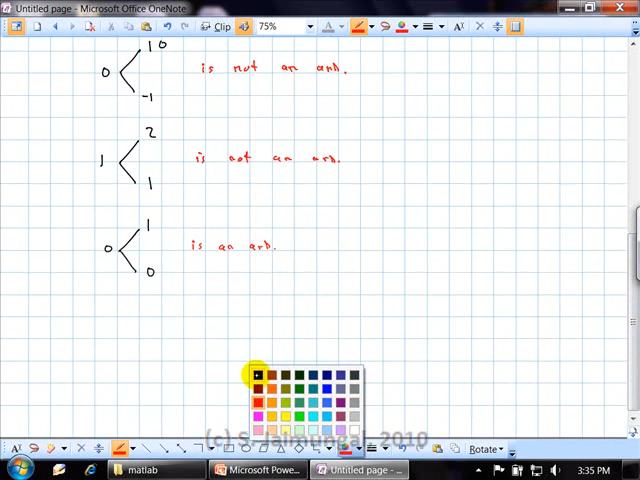 Untitled page - Microsoft Office OneNote
Clip 75%
10
0 is not an arb.
-1
2
1 is not an arb.
1
1
0 is an arb.
0
(c) S. Jaimungal, 2010
Rotate
matlab Microsoft Powe... Untitled page -... 3:35 PM